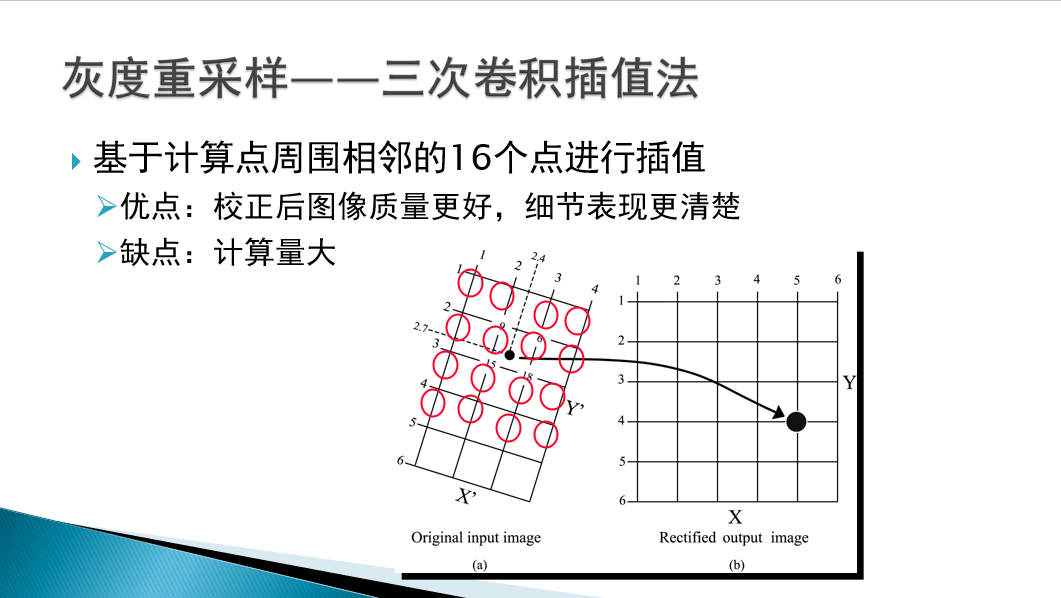 灰度重采样——三次卷积插值法
基于计算点周围相邻的16个点进行插值
优点：校正后图像质量更好，细节表现更清楚
缺点：计算量大
1 2 2.4 3 4
1
2
2.7
3
4
5
6
9 6
15 18
Y’
X’
Original input image
(a)
1 2 3 4 5 6
1
2
3
4
5
6
Y
X
Rectified output image
(b)